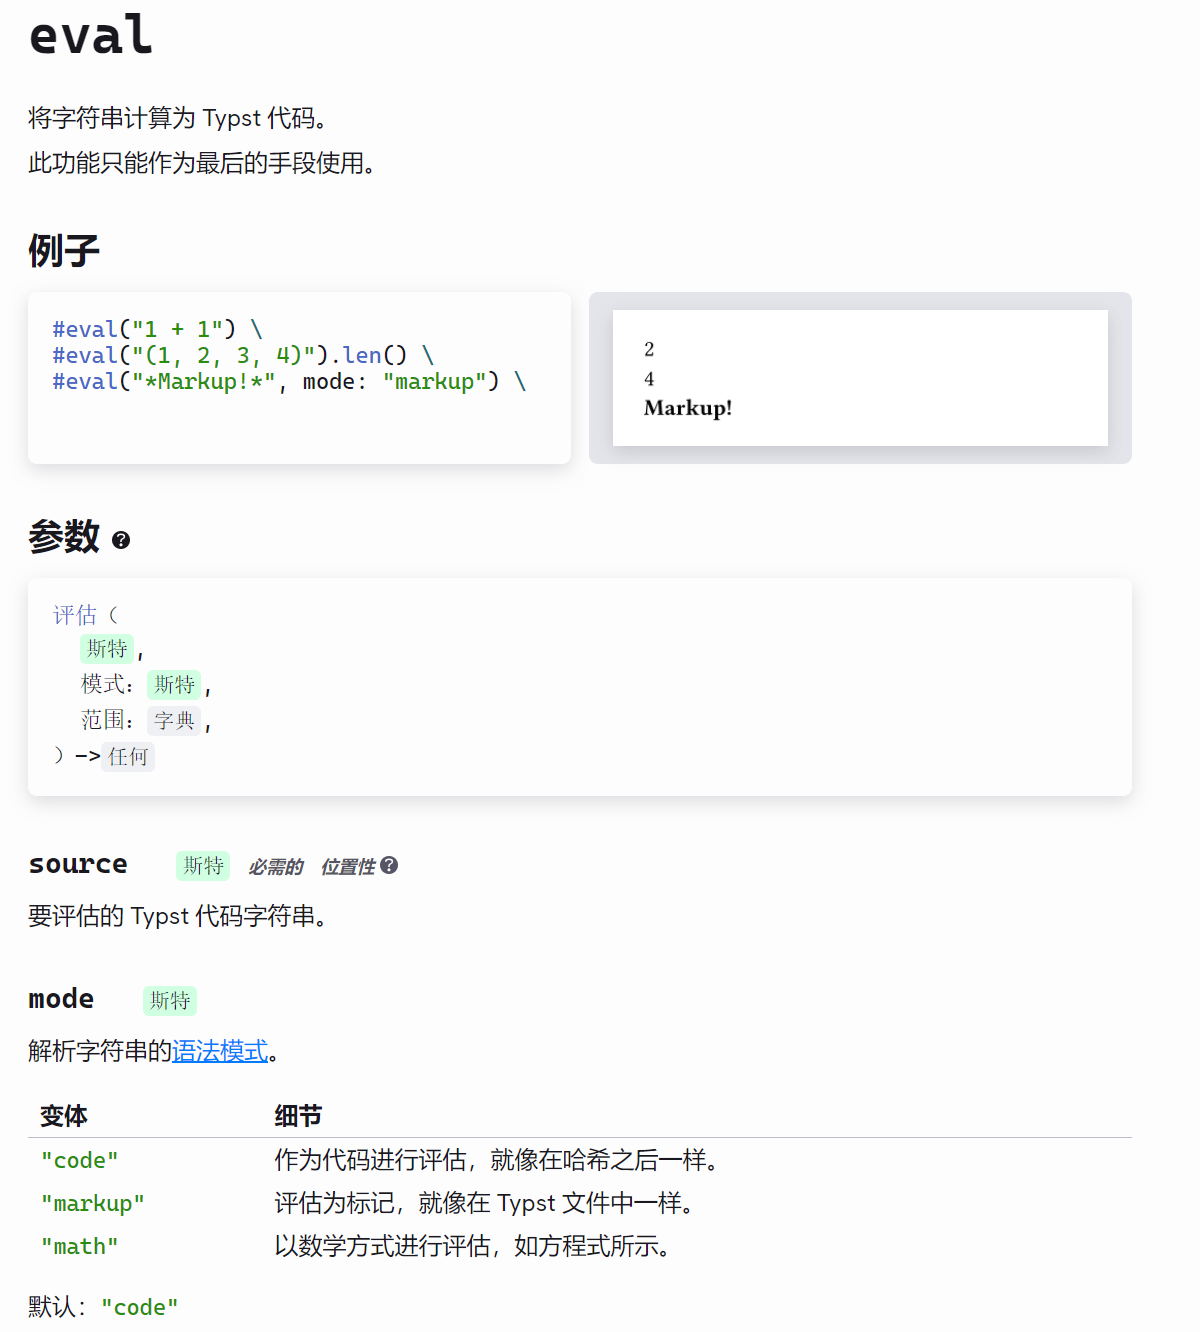 eval
将字符串计算为 Typst 代码。
此功能只能作为最后的手段使用。
例子
#eval("1 + 1") \
#eval("(1, 2, 3, 4)").len() \
#eval("*Markup!*", mode: "markup") \
2
4
Markup!
参数 ?
评估（
斯特 ,
模式：斯特 ,
范围：字典 ,
）-> 任何
source 斯特 必需的 位置性 ?
要评估的 Typst 代码字符串。
mode 斯特
解析字符串的语法模式。
变体 细节
"code" 作为代码进行评估，就像在哈希之后一样。
"markup" 评估为标记，就像在 Typst 文件中一样。
"math" 以数学方式进行评估，如方程式所示。
默认："code"